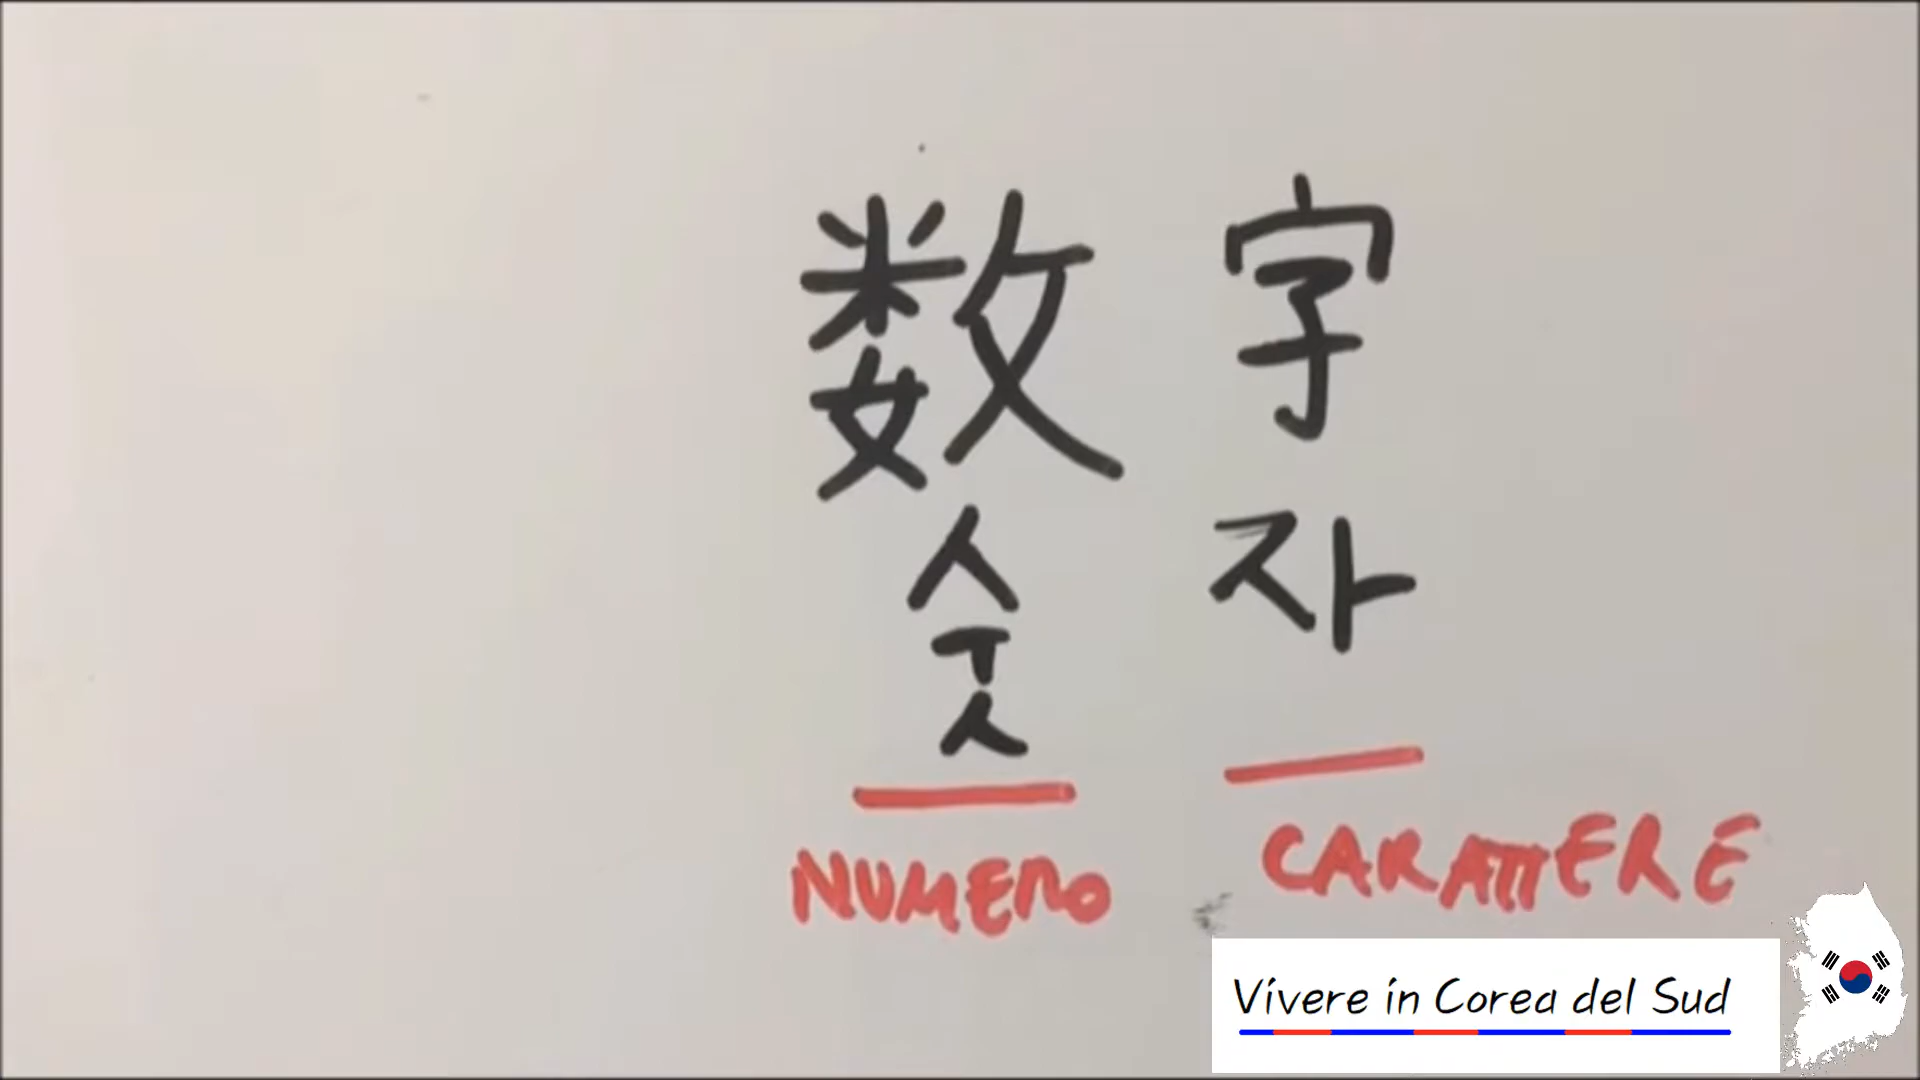 数 字
숫 자
NUMERO CARATTERE
Vivere in Corea del Sud